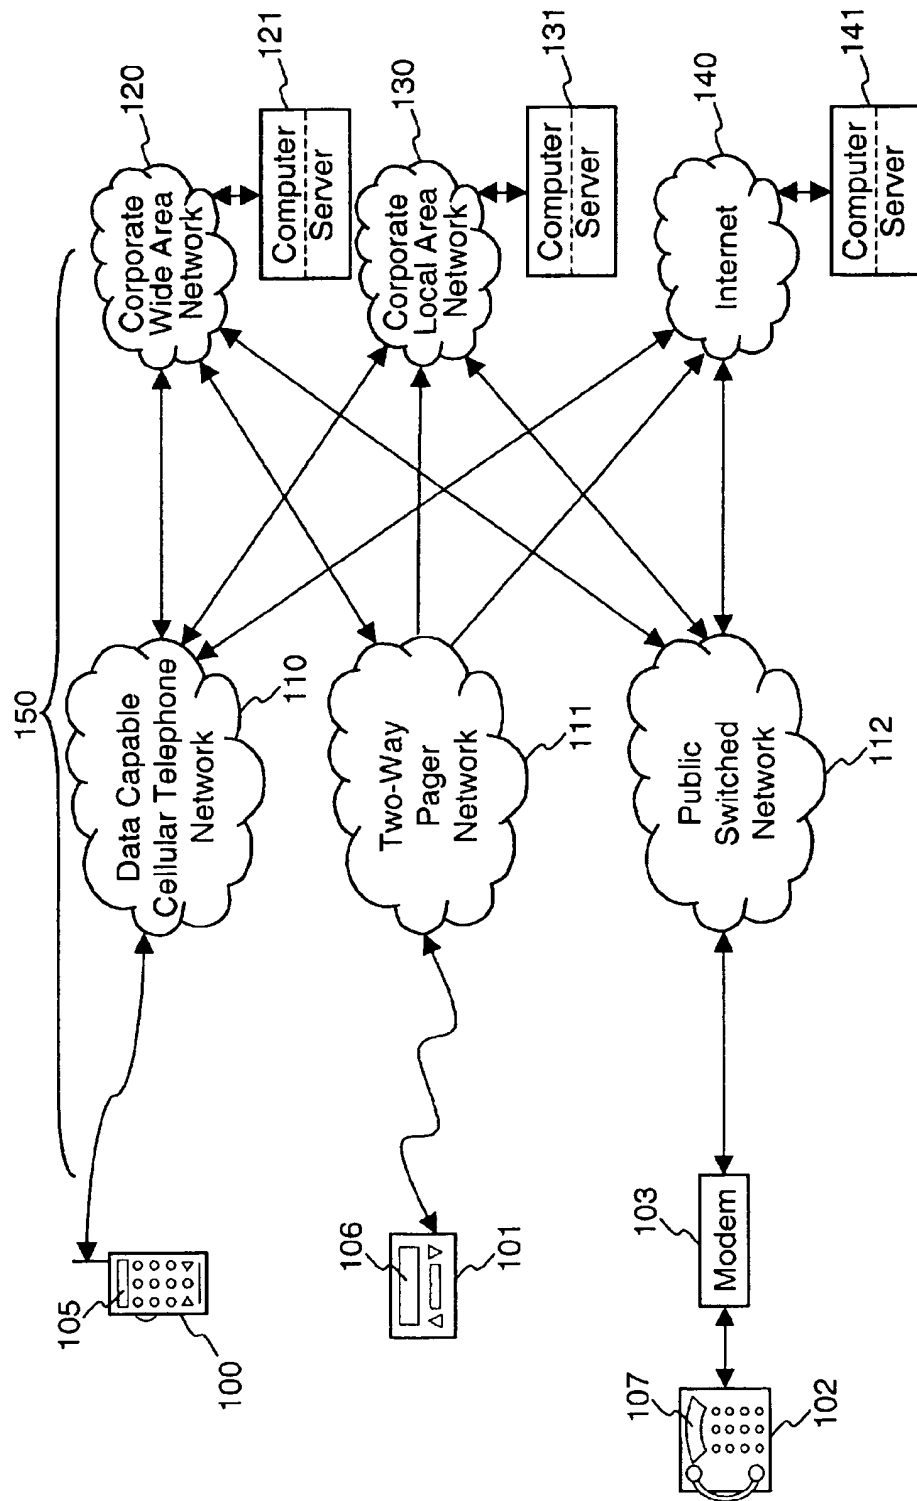 150
105
100
Data Capable
Cellular Telephone
Network
110
Corporate
Wide Area
Network
120
Computer
Server
121
106
101
Two-Way
Pager
Network
111
Corporate
Local Area
Network
130
Computer
Server
131
107
102
Modem
103
Public
Switched
Network
112
Internet
140
Computer
Server
141